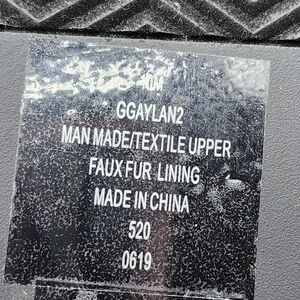 10M
GGAYLAN2
MAN MADE/TEXTILE UPPER
FAUX FUR LINING
MADE IN CHINA
520
0619